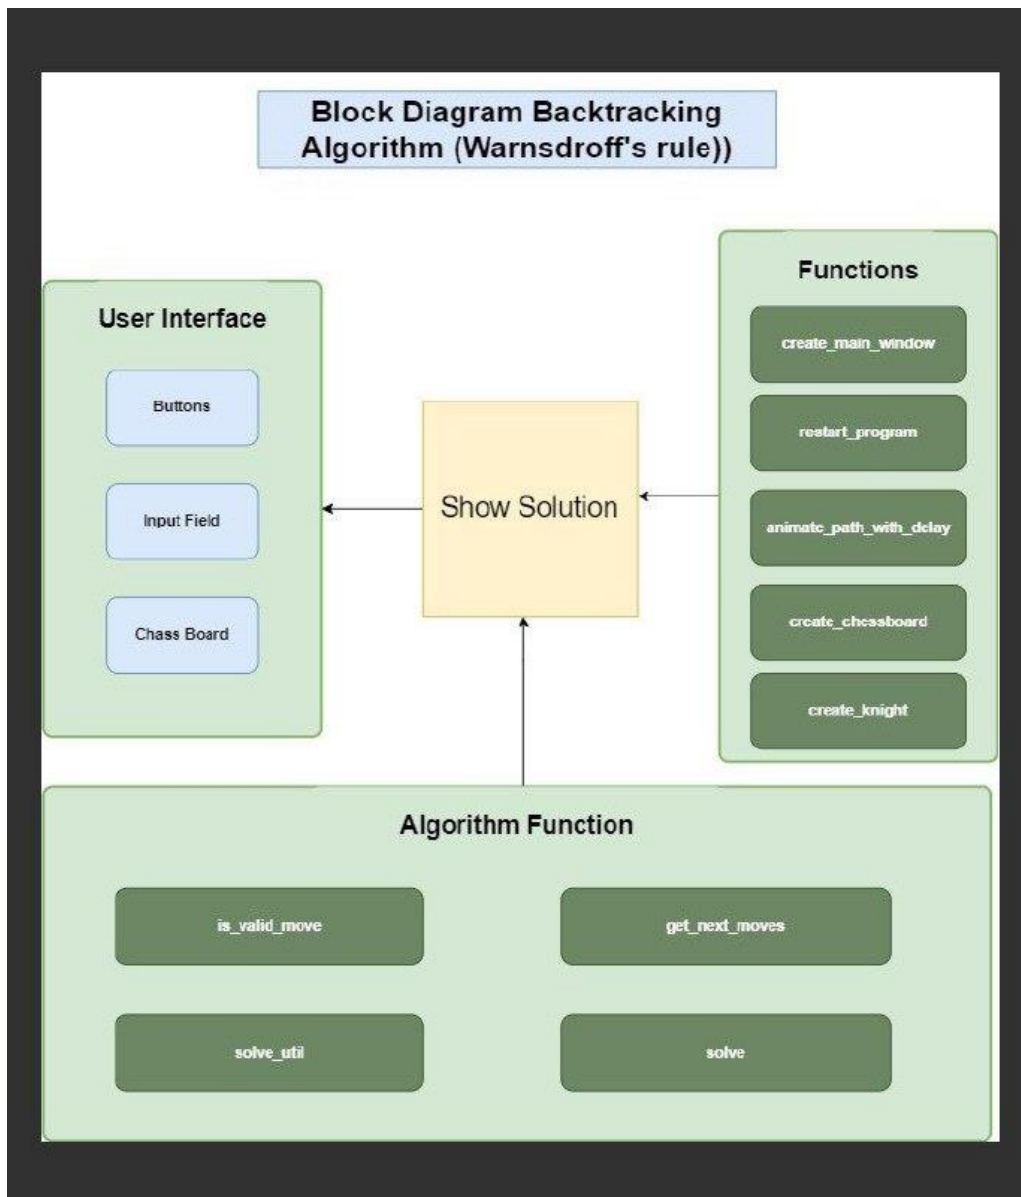 Block Diagram Backtracking
Algorithm (Warnsdroff's rule))
User Interface
Buttons
Input Field
Chass Board
Show Solution
Functions
create_main_window
restart_program
animate_path_with_delay
create_chessboard
create_knight
Algorithm Function
is_valid_move
get_next_moves
solve_util
solve